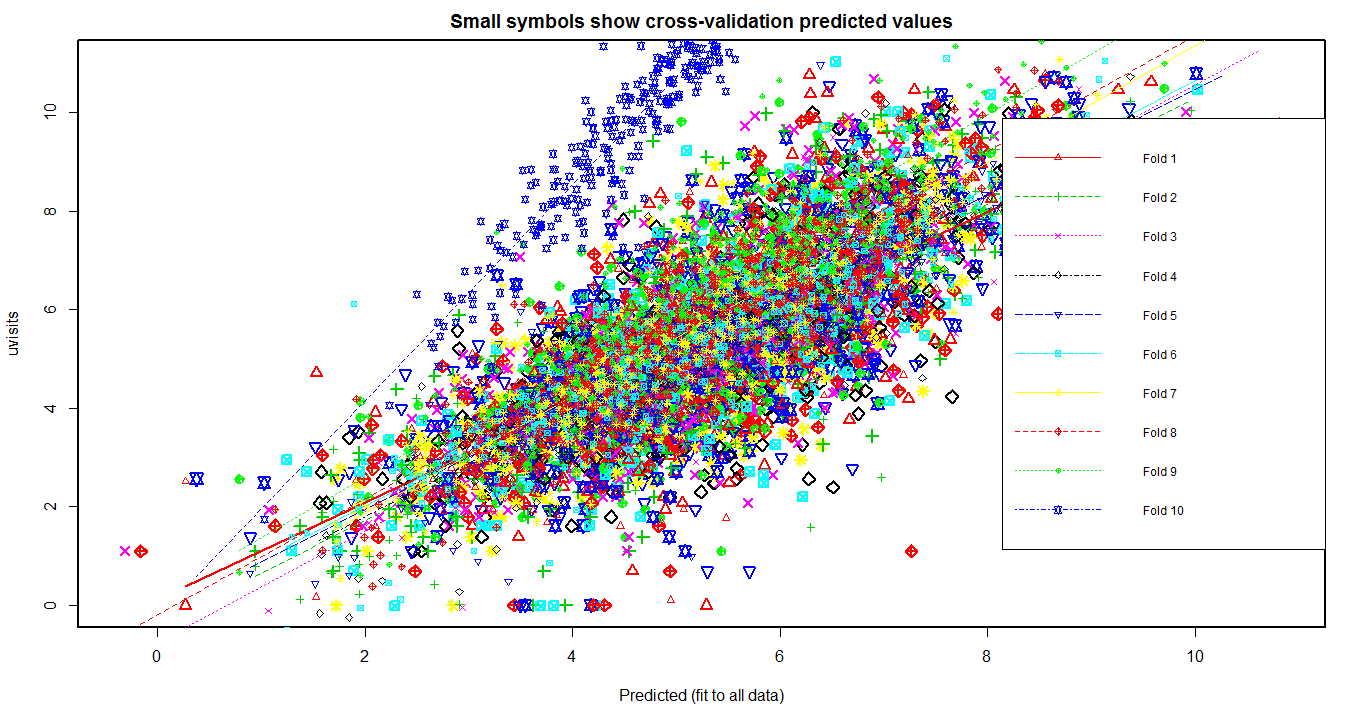 Small symbols show cross-validation predicted values
uvisits
10
8
6
4
2
0
Fold 1
Fold 2
Fold 3
Fold 4
Fold 5
Fold 6
Fold 7
Fold 8
Fold 9
Fold 10
0 2 4 6 8 10
Predicted (fit to all data)